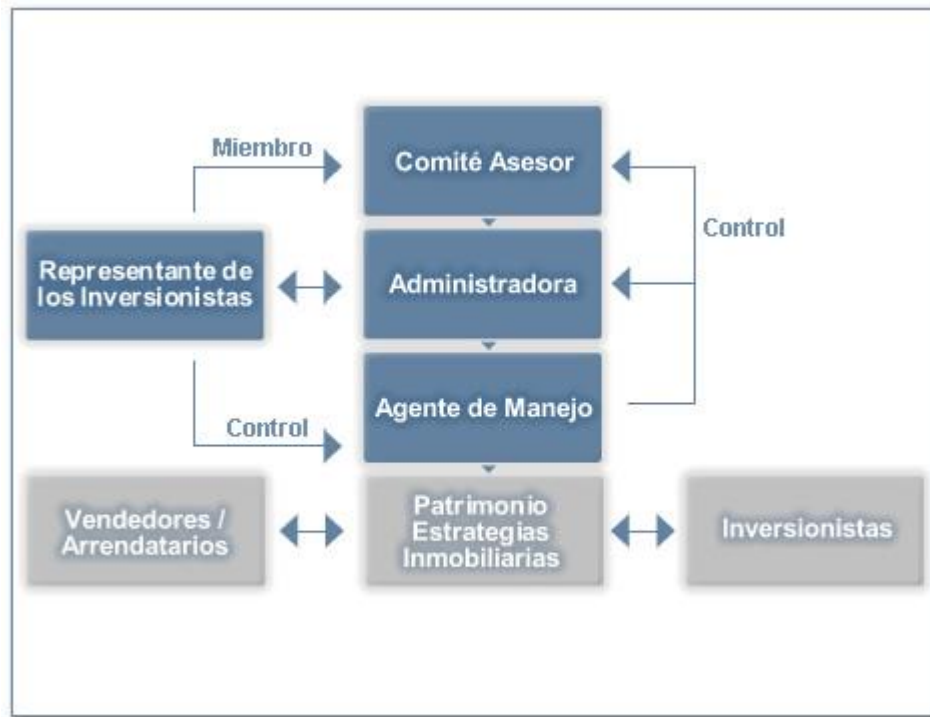 Miembro
Comité Asesor
Control
Representante de
los Inversionistas
Administradora
Agente de Manejo
Control
Vendedores /
Arrendatarios
Patrimonio
Estrategias
Inmobiliarias
Inversionistas